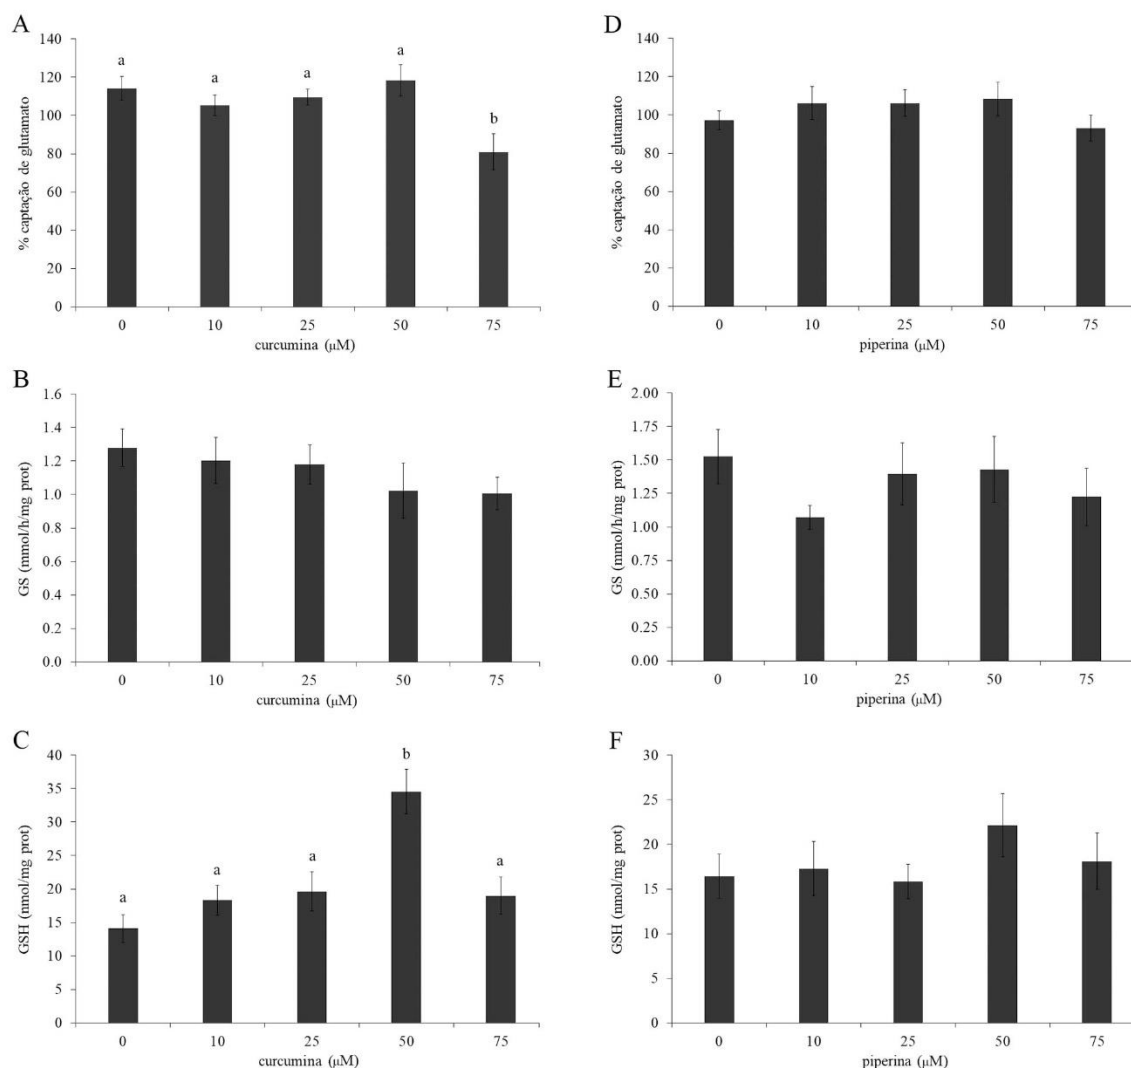 A
% captação de glutamato
140
120
100
80
60
40
20
0
a
a
a
a
b
0 10 25 50 75
curcumina (µM)
D
% captação de glutamato
140
120
100
80
60
40
20
0
0 10 25 50 75
piperina (µM)
B
GS (mmol/h/mg prot)
1.6
1.4
1.2
1.0
0.8
0.6
0.4
0.2
0.0
0 10 25 50 75
curcumina (µM)
E
GS (mmol/h/mg prot)
2.00
1.75
1.50
1.25
1.00
0.75
0.50
0.25
0.00
0 10 25 50 75
piperina (µM)
C
GSH (nmol/mg prot)
40
35
30
25
20
15
10
5
0
a
a
a
b
a
0 10 25 50 75
curcumina (µM)
F
GSH (nmol/mg prot)
30
25
20
15
10
5
0
0 10 25 50 75
piperina (µM)